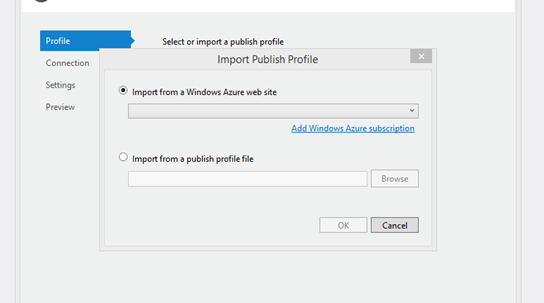 Profile
Select or import a publish profile
Import Publish Profile
Connection
Settings
Import from a Windows Azure web site
Preview
Add Windows Azure subscription
Import from a publish profile file
Browse
OK
Cancel